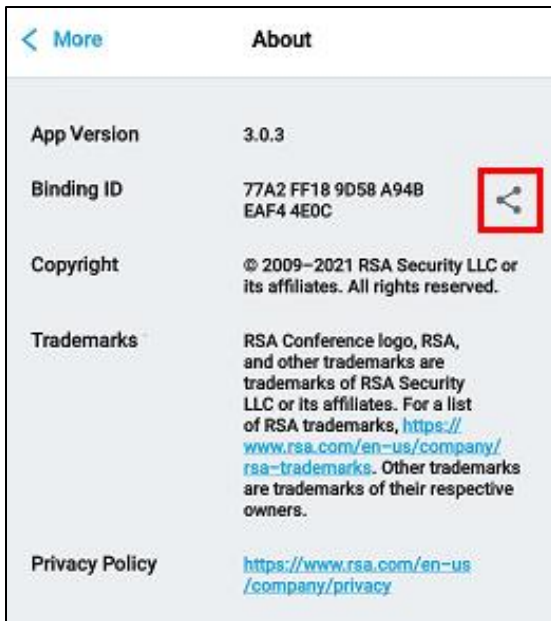 < More About
App Version 3.0.3
Binding ID 77A2 FF18 9D58 A94B
EAF4 4E0C
Copyright © 2009–2021 RSA Security LLC or
its affiliates. All rights reserved.
Trademarks RSA Conference logo, RSA,
and other trademarks are
trademarks of RSA Security
LLC or its affiliates. For a list
of RSA trademarks, https://
www.rsa.com/en-us/company/
rsa-trademarks. Other trademarks
are trademarks of their respective
owners.
Privacy Policy https://www.rsa.com/en-us
/company/privacy